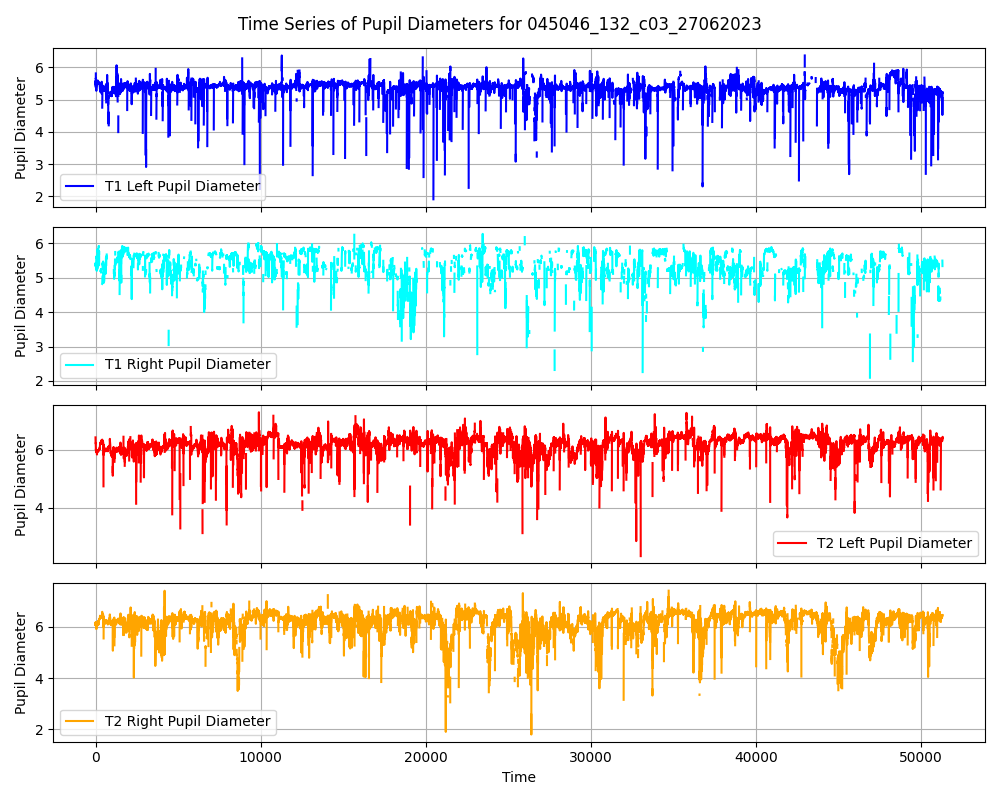 Time Series of Pupil Diameters for 045046_132_c03_27062023
Pupil Diameter
6
5
4
3
2
T1 Left Pupil Diameter
Pupil Diameter
6
5
4
3
2
T1 Right Pupil Diameter
Pupil Diameter
6
4
T2 Left Pupil Diameter
Pupil Diameter
6
4
2
T2 Right Pupil Diameter
0 10000 20000 30000 40000 50000
Time